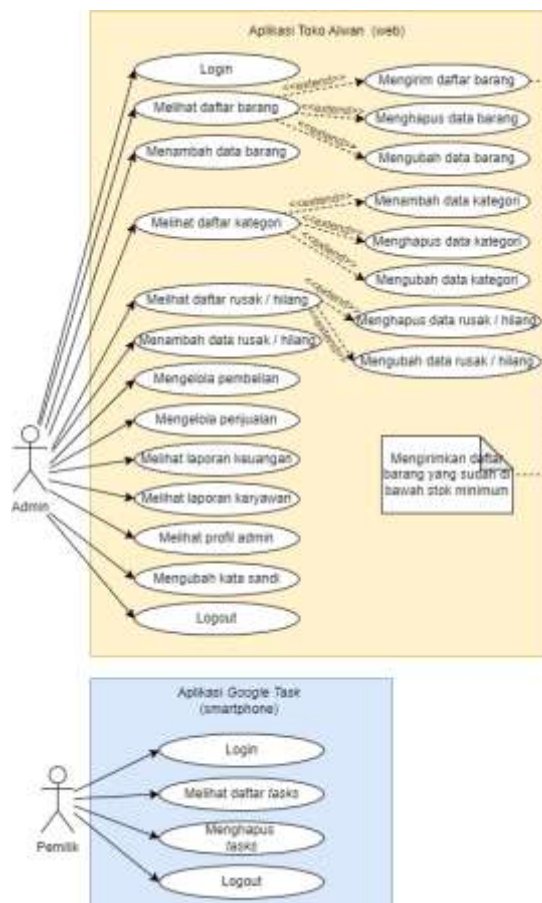 Aplikasi Toko Alwan (web)
Login
Melihat daftar barang
Menambah data barang
Melihat daftar kategori
Melihat daftar rusak / hilang
Menambah data rusak / hilang
Mengelola pembelian
Mengelola penjualan
Melihat laporan keuangan
Melihat laporan karyawan
Melihat profil admin
Mengubah kata sandi
Logout
<<extend>>
<<extend>>
<<extend>>
<<extend>>
<<extend>>
<<extend>>
<<extend>>
<<extend>>
Mengirim daftar barang
Menghapus data barang
Mengubah data barang
Menambah data kategori
Menghapus data kategori
Mengubah data kategori
Menghapus data rusak / hilang
Mengubah data rusak / hilang
Mengirimkan daftar
barang yang sudah di
bawah stok minimum
Admin
Aplikasi Google Task
(smartphone)
Login
Melihat daftar tasks
Menghapus
tasks
Logout
Pemilik